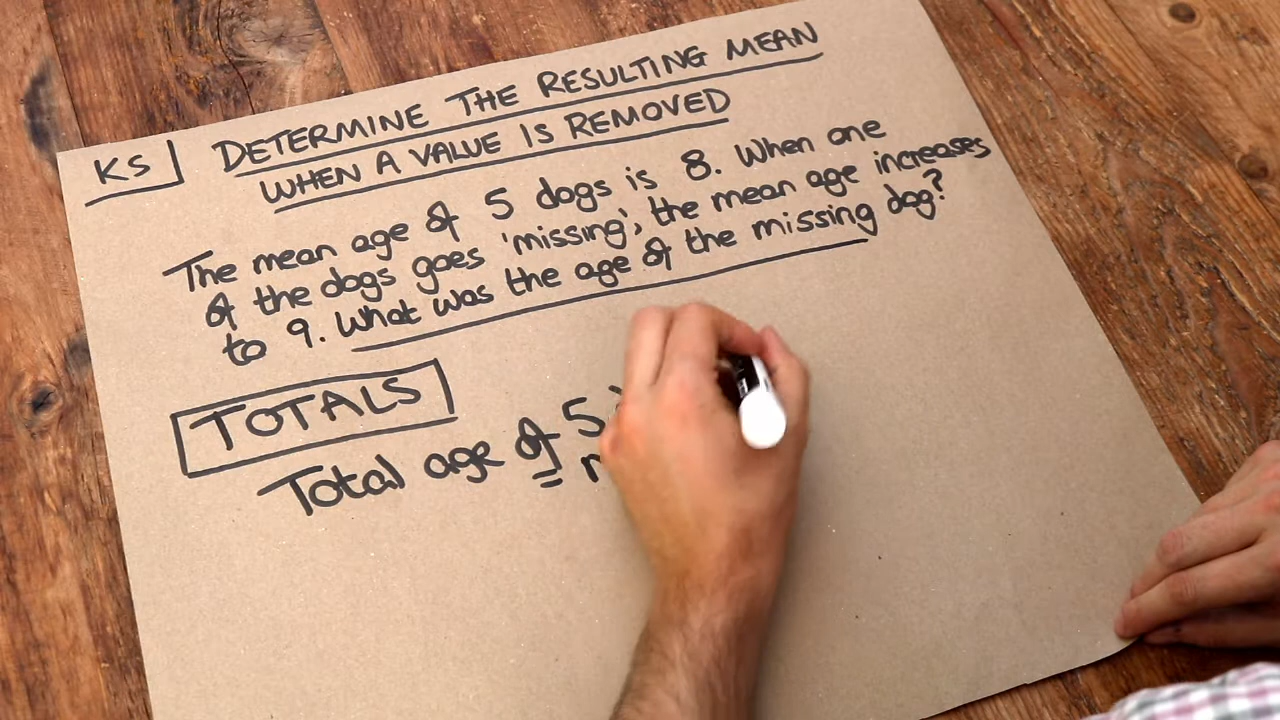 KS
DETERMINE THE RESULTING MEAN
WHEN A VALUE IS REMOVED
The mean age of 5 dogs is 8. When one
of the dogs goes 'missing', the mean age increases
to 9. What was the age of the missing dog?
TOTALS
Total age of 5